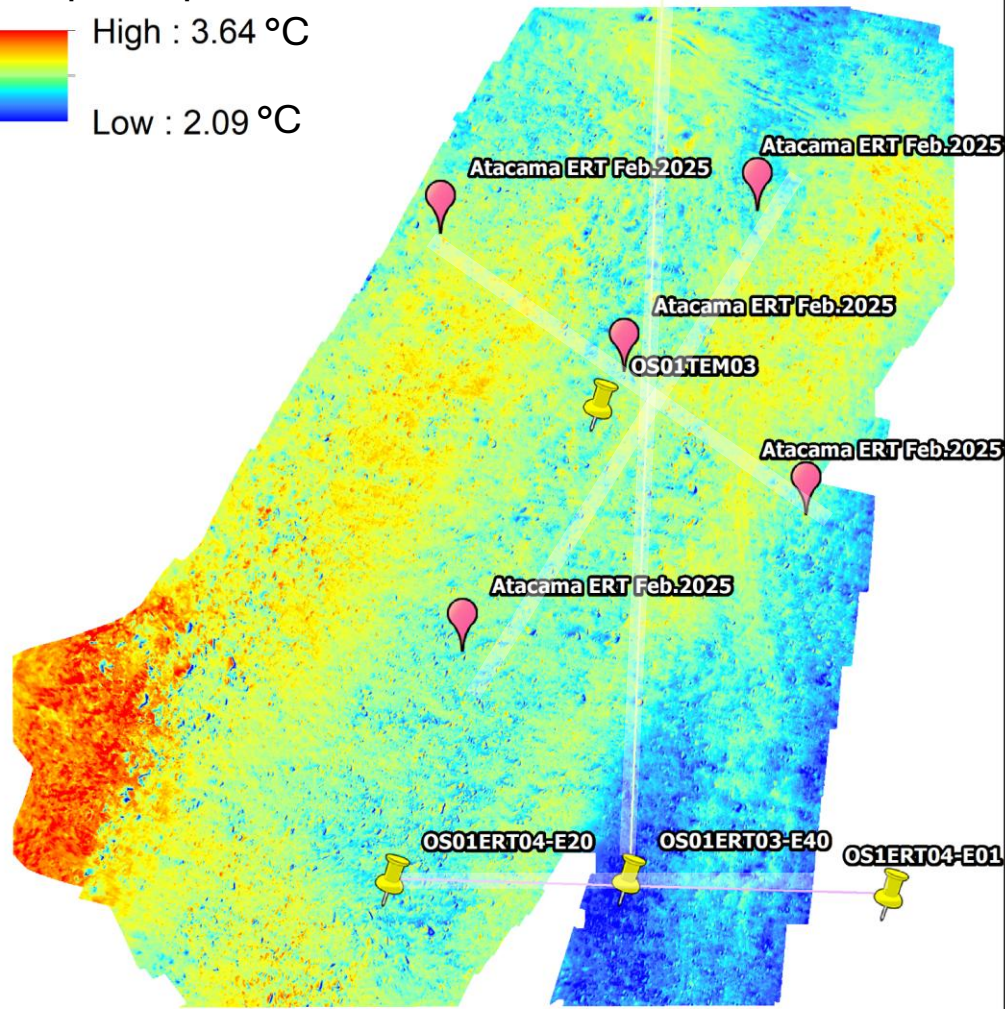 High : 3.64 °C
Low : 2.09 °C
Atacama ERT Feb.2025
Atacama ERT Feb.2025
Atacama ERT Feb.2025
OS01TEM03
Atacama ERT Feb.2025
Atacama ERT Feb.2025
OS01ERT04-E20
OS01ERT03-E40
OS1ERT04-E01